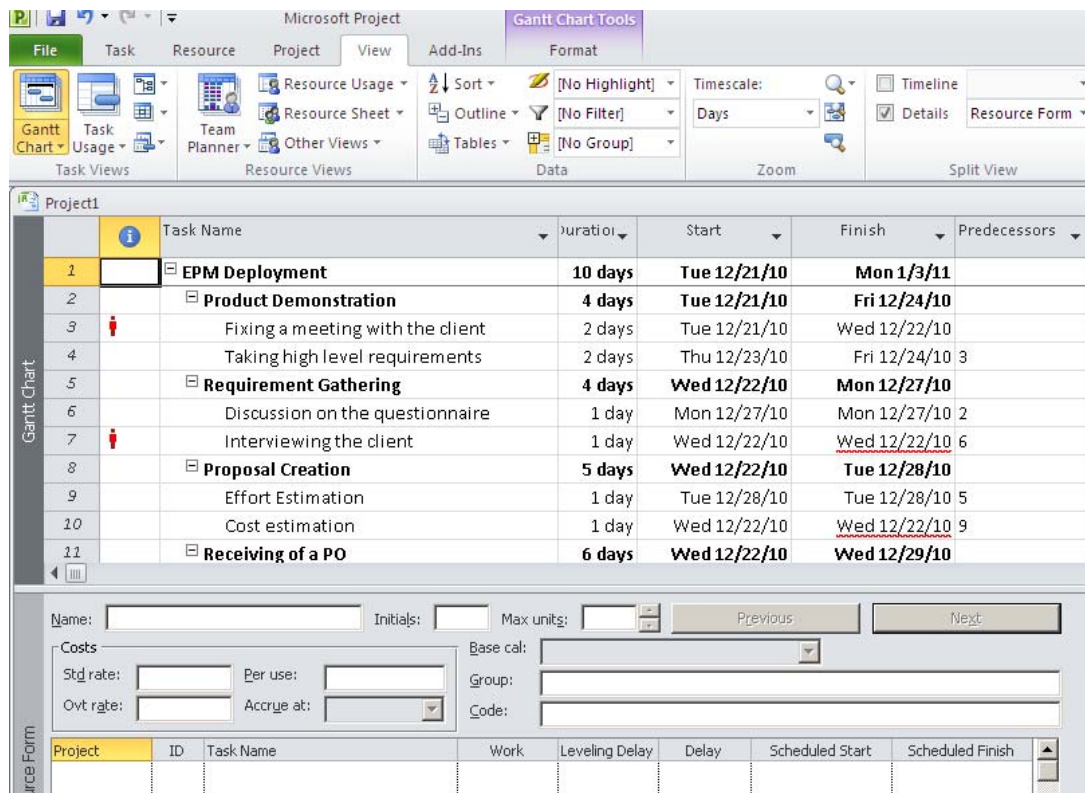 Microsoft Project
Gantt Chart Tools
File Task Resource Project View Add-Ins Format
Resource Usage Sort [No Highlight] Timescale: Timeline
Resource Sheet Outline [No Filter] Days Details Resource Form
Gantt Chart Task Usage Team Planner Other Views Tables [No Group]
Task Views Resource Views Data Zoom Split View
Project1
Task Name Duration Start Finish Predecessors
1 EPM Deployment 10 days Tue 12/21/10 Mon 1/3/11
2 Product Demonstration 4 days Tue 12/21/10 Fri 12/24/10
3 Fixing a meeting with the client 2 days Tue 12/21/10 Wed 12/22/10
4 Taking high level requirements 2 days Thu 12/23/10 Fri 12/24/10 3
5 Requirement Gathering 4 days Wed 12/22/10 Mon 12/27/10
6 Discussion on the questionnaire 1 day Mon 12/27/10 Mon 12/27/10 2
7 Interviewing the client 1 day Wed 12/22/10 Wed 12/22/10 6
8 Proposal Creation 5 days Wed 12/22/10 Tue 12/28/10
9 Effort Estimation 1 day Tue 12/28/10 Tue 12/28/10 5
10 Cost estimation 1 day Wed 12/22/10 Wed 12/22/10 9
11 Receiving of a PO 6 days Wed 12/22/10 Wed 12/29/10
Gantt Chart
Name: Initials: Max units: Previous Next
Costs Base cal:
Std rate: Per use: Group:
Ovt rate: Accrue at: Code:
Project ID Task Name Work Leveling Delay Delay Scheduled Start Scheduled Finish
urce Form